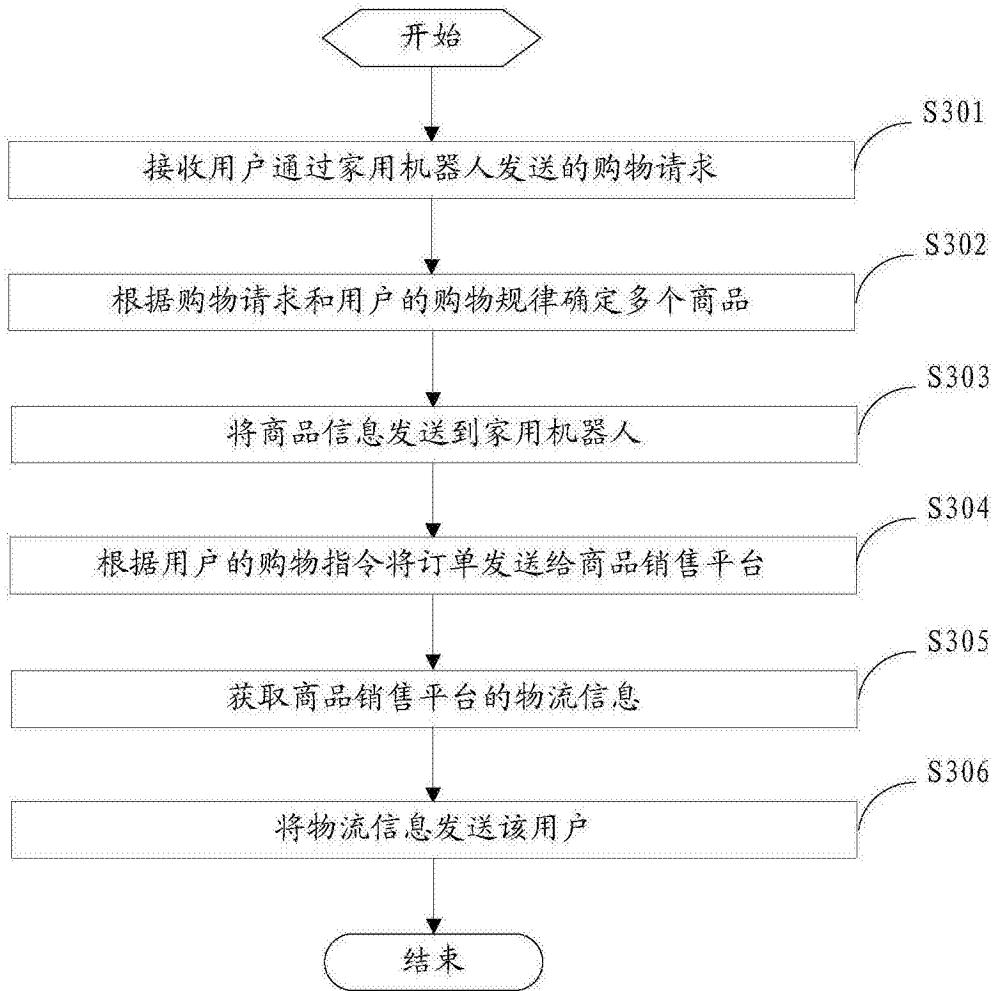 开始
S301
接收用户通过家用机器人发送的购物请求
S302
根据购物请求和用户的购物规律确定多个商品
S303
将商品信息发送到家用机器人
S304
根据用户的购物指令将订单发送给商品销售平台
S305
获取商品销售平台的物流信息
S306
将物流信息发送该用户
结束